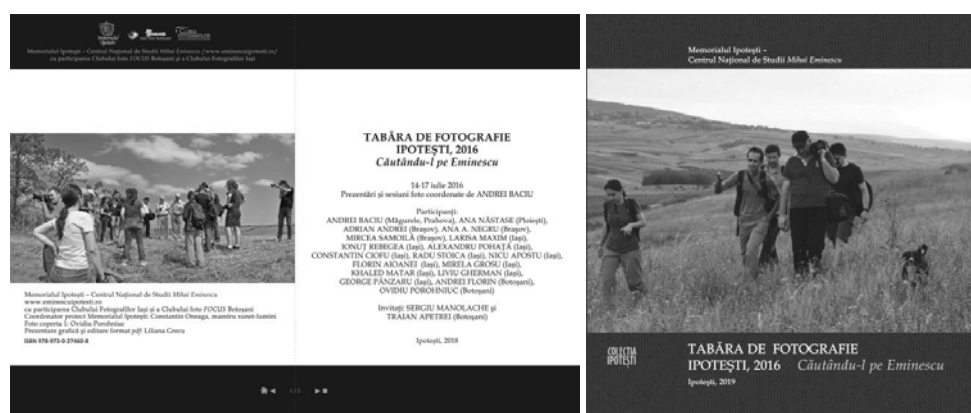 Memorialul Ipotești
Memorialul Ipotești – Centrul Național de Studii Mihai Eminescu /www.eminescuipotesti.ro/
cu participarea Clubului foto FOCUS Botoșani și a Clubului Fotografilor Iași
Memorialul Ipotești – Centrul Național de Studii Mihai Eminescu
www.eminescuipotesti.ro
cu participarea Clubului Fotografilor Iași și a Clubului foto FOCUS Botoșani
Coordonator proiect Memorialul Ipotești: Constantin Oneaga, maestru sunet-lumini
Foto coperta 1: Ovidiu Porohniuc
Prezentare grafică și editare format pdf: Liliana Grecu
ISBN 978-973-0-27460-8
TABĂRA DE FOTOGRAFIE
IPOTEȘTI, 2016
Căutându-l pe Eminescu
14-17 iulie 2016
Prezentări și sesiuni foto coordonate de ANDREI BACIU
Participanți:
ANDREI BACIU (Măgurele, Prahova), ANA NĂSTASE (Ploiești),
ADRIAN ANDREI (Brașov), ANA A. NEGRU (Brașov),
MIRCEA SAMOILĂ (Brașov), LARISA MAXIM (Iași),
IONUȚ REBEGEA (Iași), ALEXANDRU POHAȚĂ (Iași),
CONSTANTIN CIOFU (Iași), RADU STOICA (Iași), NICU APOSTU (Iași),
FLORIN AIOANEI (Iași), MIRELA GROSU (Iași),
KHALED MATAR (Iași), LIVIU GHERMAN (Iași),
GEORGE PÂNZARU (Iași), ANDREI FLORIN (Botoșani),
OVIDIU POROHNIUC (Botoșani)
Invitați: SERGIU MANOLACHE și
TRAIAN APETREI (Botoșani)
Ipotești, 2018
1 / 2
Memorialul Ipotești –
Centrul Național de Studii Mihai Eminescu
COLECȚIA
IPOTEȘTI
TABĂRA DE FOTOGRAFIE
IPOTEȘTI, 2016 Căutându-l pe Eminescu
Ipotești, 2019